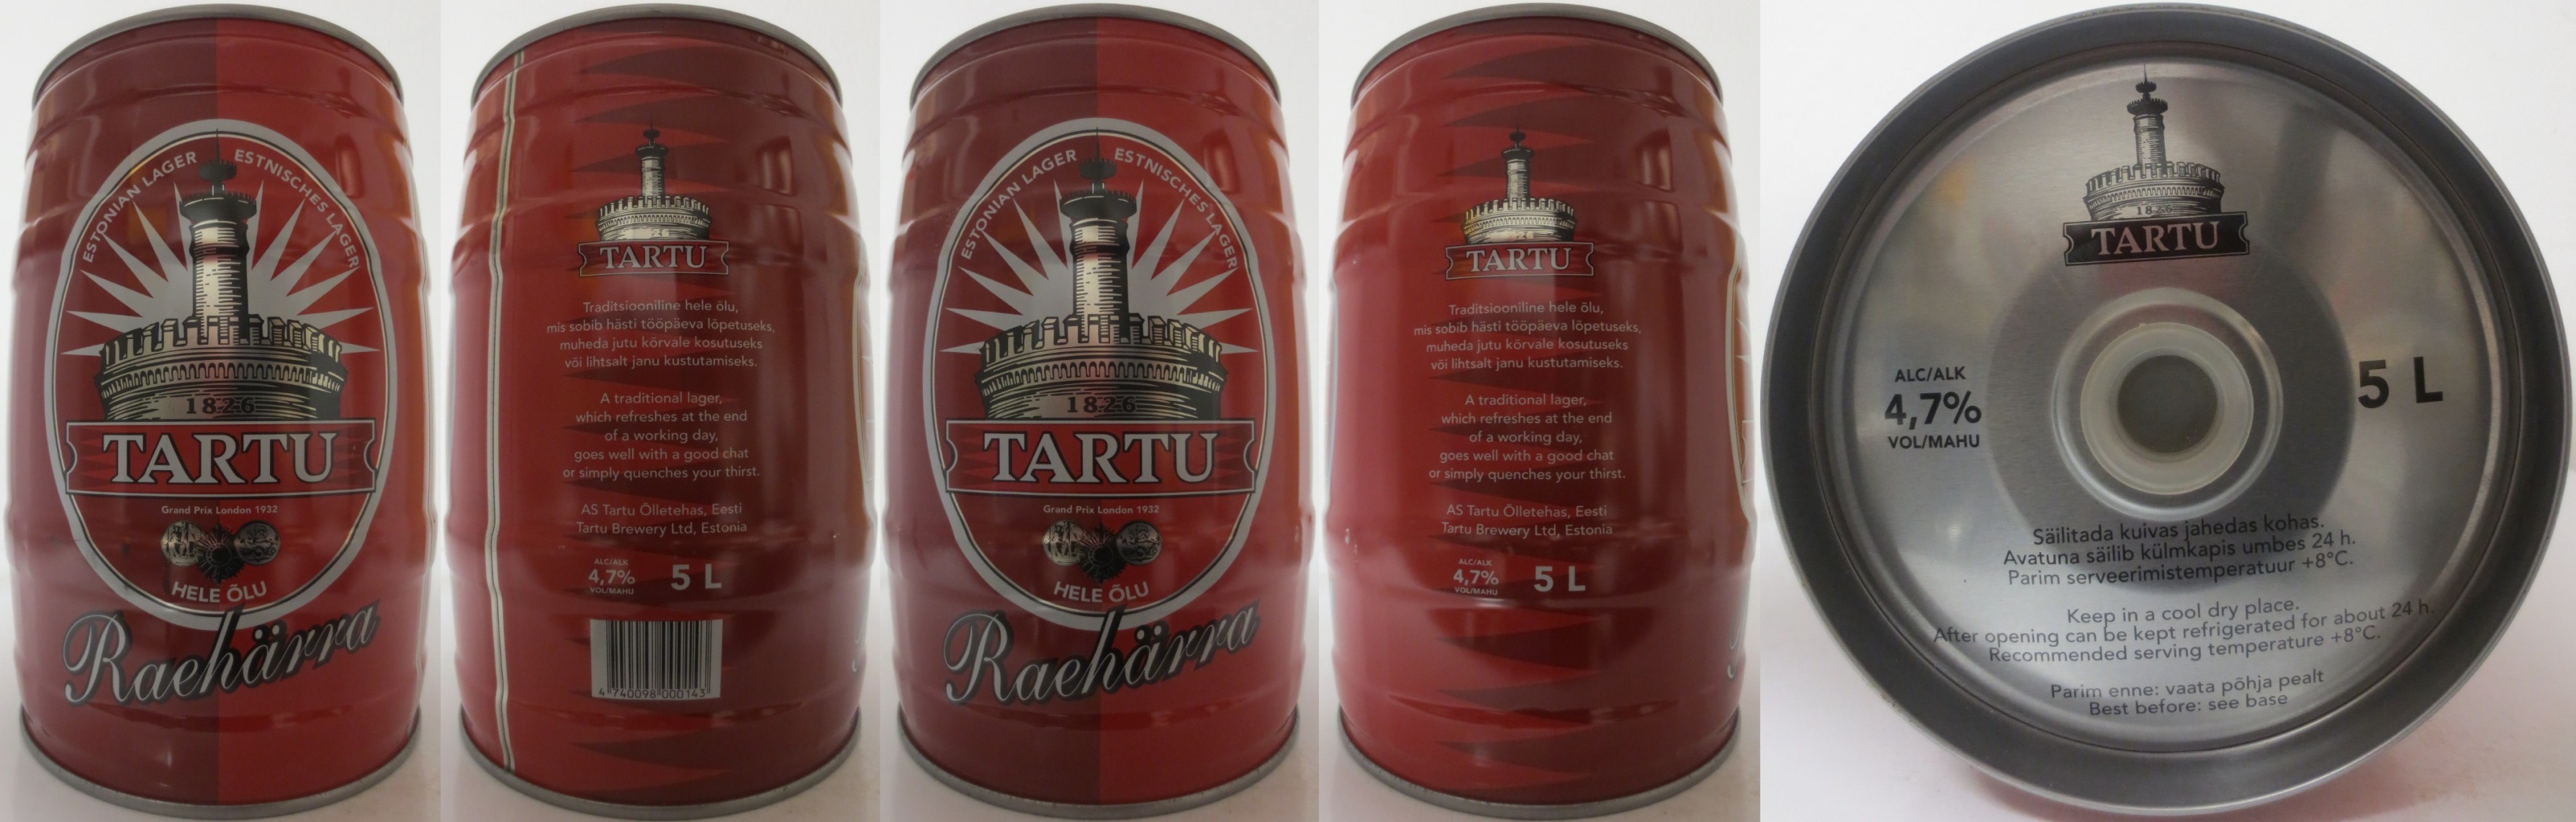 ESTONIAN LAGER ESTNISCHES LAGER
1826
TARTU
Grand Prix London 1932
HELE ÕLU
Raehärra
TARTU
Traditsiooniline hele õlu,
mis sobib hästi tööpäeva lõpetuseks,
muheda jutu kõrvale kosutuseks
või lihtsalt janu kustutamiseks.
A traditional lager,
which refreshes at the end
of a working day,
goes well with a good chat
or simply quenches your thirst.
AS Tartu Õlletehas, Eesti
Tartu Brewery Ltd, Estonia
ALC/ALK
4,7%
VOL/MAHU
5 L
4 740098 000143
ESTONIAN LAGER ESTNISCHES LAGER
1826
TARTU
Grand Prix London 1932
HELE ÕLU
Raehärra
TARTU
Traditsiooniline hele õlu,
mis sobib hästi tööpäeva lõpetuseks,
muheda jutu kõrvale kosutuseks
või lihtsalt janu kustutamiseks.
A traditional lager,
which refreshes at the end
of a working day,
goes well with a good chat
or simply quenches your thirst.
AS Tartu Õlletehas, Eesti
Tartu Brewery Ltd, Estonia
ALC/ALK
4,7%
VOL/MAHU
5 L
1826
TARTU
ALC/ALK
4,7%
VOL/MAHU
5 L
Säilitada kuivas jahedas kohas.
Avatuna säilib külmkapis umbes 24 h.
Parim serveerimistemperatuur +8°C.
Keep in a cool dry place.
After opening can be kept refrigerated for about 24 h.
Recommended serving temperature +8°C.
Parim enne: vaata põhja pealt
Best before: see base